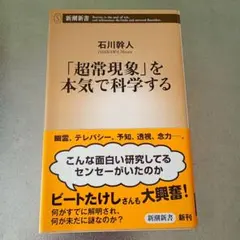 新潮新書
石川幹人
ISHIKAWA Masato
「超常現象」を
本気で科学する
幽霊、テレパシー、予知、透視、念力……。
こんな面白い研究してる
センセーがいたのか
ビートたけしさんも大興奮!
何がすでに解明され、
何が未だに謎なのか?
新潮新書
新刊